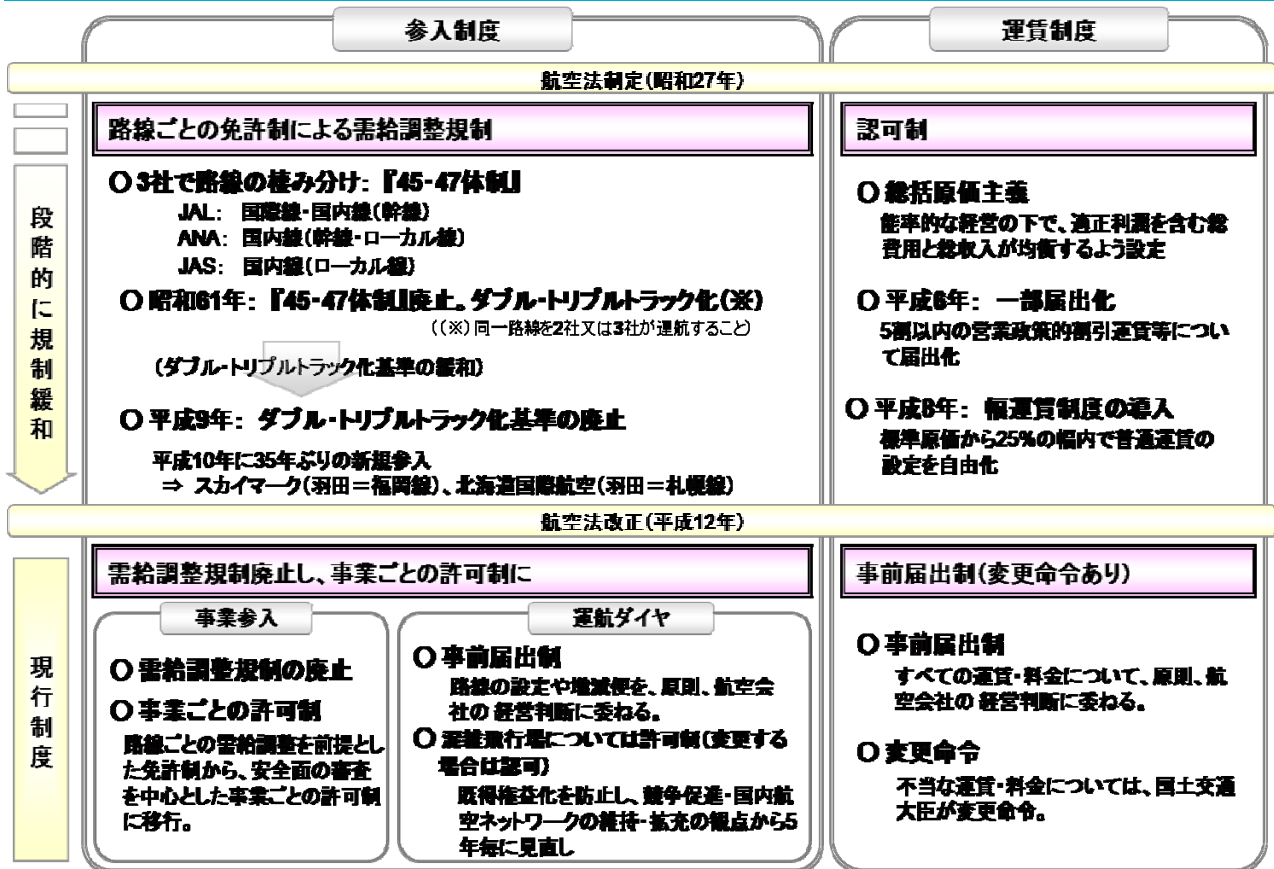 参入制度
運賃制度
航空法制定(昭和27年)
段階的に規制緩和
路線ごとの免許制による需給調整規制
○ 3社で路線の棲み分け: 『45-47体制』
JAL: 国際線・国内線(幹線)
ANA: 国内線(幹線・ローカル線)
JAS: 国内線(ローカル線)
○ 昭和61年: 『45-47体制』廃止。ダブル・トリプルトラック化(※)
((※)同一路線を2社又は3社が運航すること)
(ダブル・トリプルトラック化基準の緩和)
○ 平成9年: ダブル・トリプルトラック化基準の廃止
平成10年に35年ぶりの新規参入
⇒ スカイマーク(羽田=福岡線)、北海道国際航空(羽田=札幌線)
認可制
○ 総括原価主義
能率的な経営の下で、適正利潤を含む総
費用と総収入が均衡するよう設定
○ 平成6年: 一部届出化
5割以内の営業政策的割引運賃等につい
て届出化
○ 平成8年: 幅運賃制度の導入
標準原価から25%の幅内で普通運賃の
設定を自由化
航空法改正(平成12年)
現行制度
需給調整規制廃止し、事業ごとの許可制に
事業参入
○ 需給調整規制の廃止
○ 事業ごとの許可制
路線ごとの需給調整を前提とし
た免許制から、安全面の審査
を中心とした事業ごとの許可制
に移行。
運航ダイヤ
○ 事前届出制
路線の設定や増減便を、原則、航空会
社の 経営判断に委ねる。
○ 混雑飛行場については許可制(変更する
場合は認可)
既得権益化を防止し、競争促進・国内航
空ネットワークの維持・拡充の観点から5
年毎に見直し
事前届出制(変更命令あり)
○ 事前届出制
すべての運賃・料金について、原則、航
空会社の 経営判断に委ねる。
○ 変更命令
不当な運賃・料金については、国土交通
大臣が変更命令。